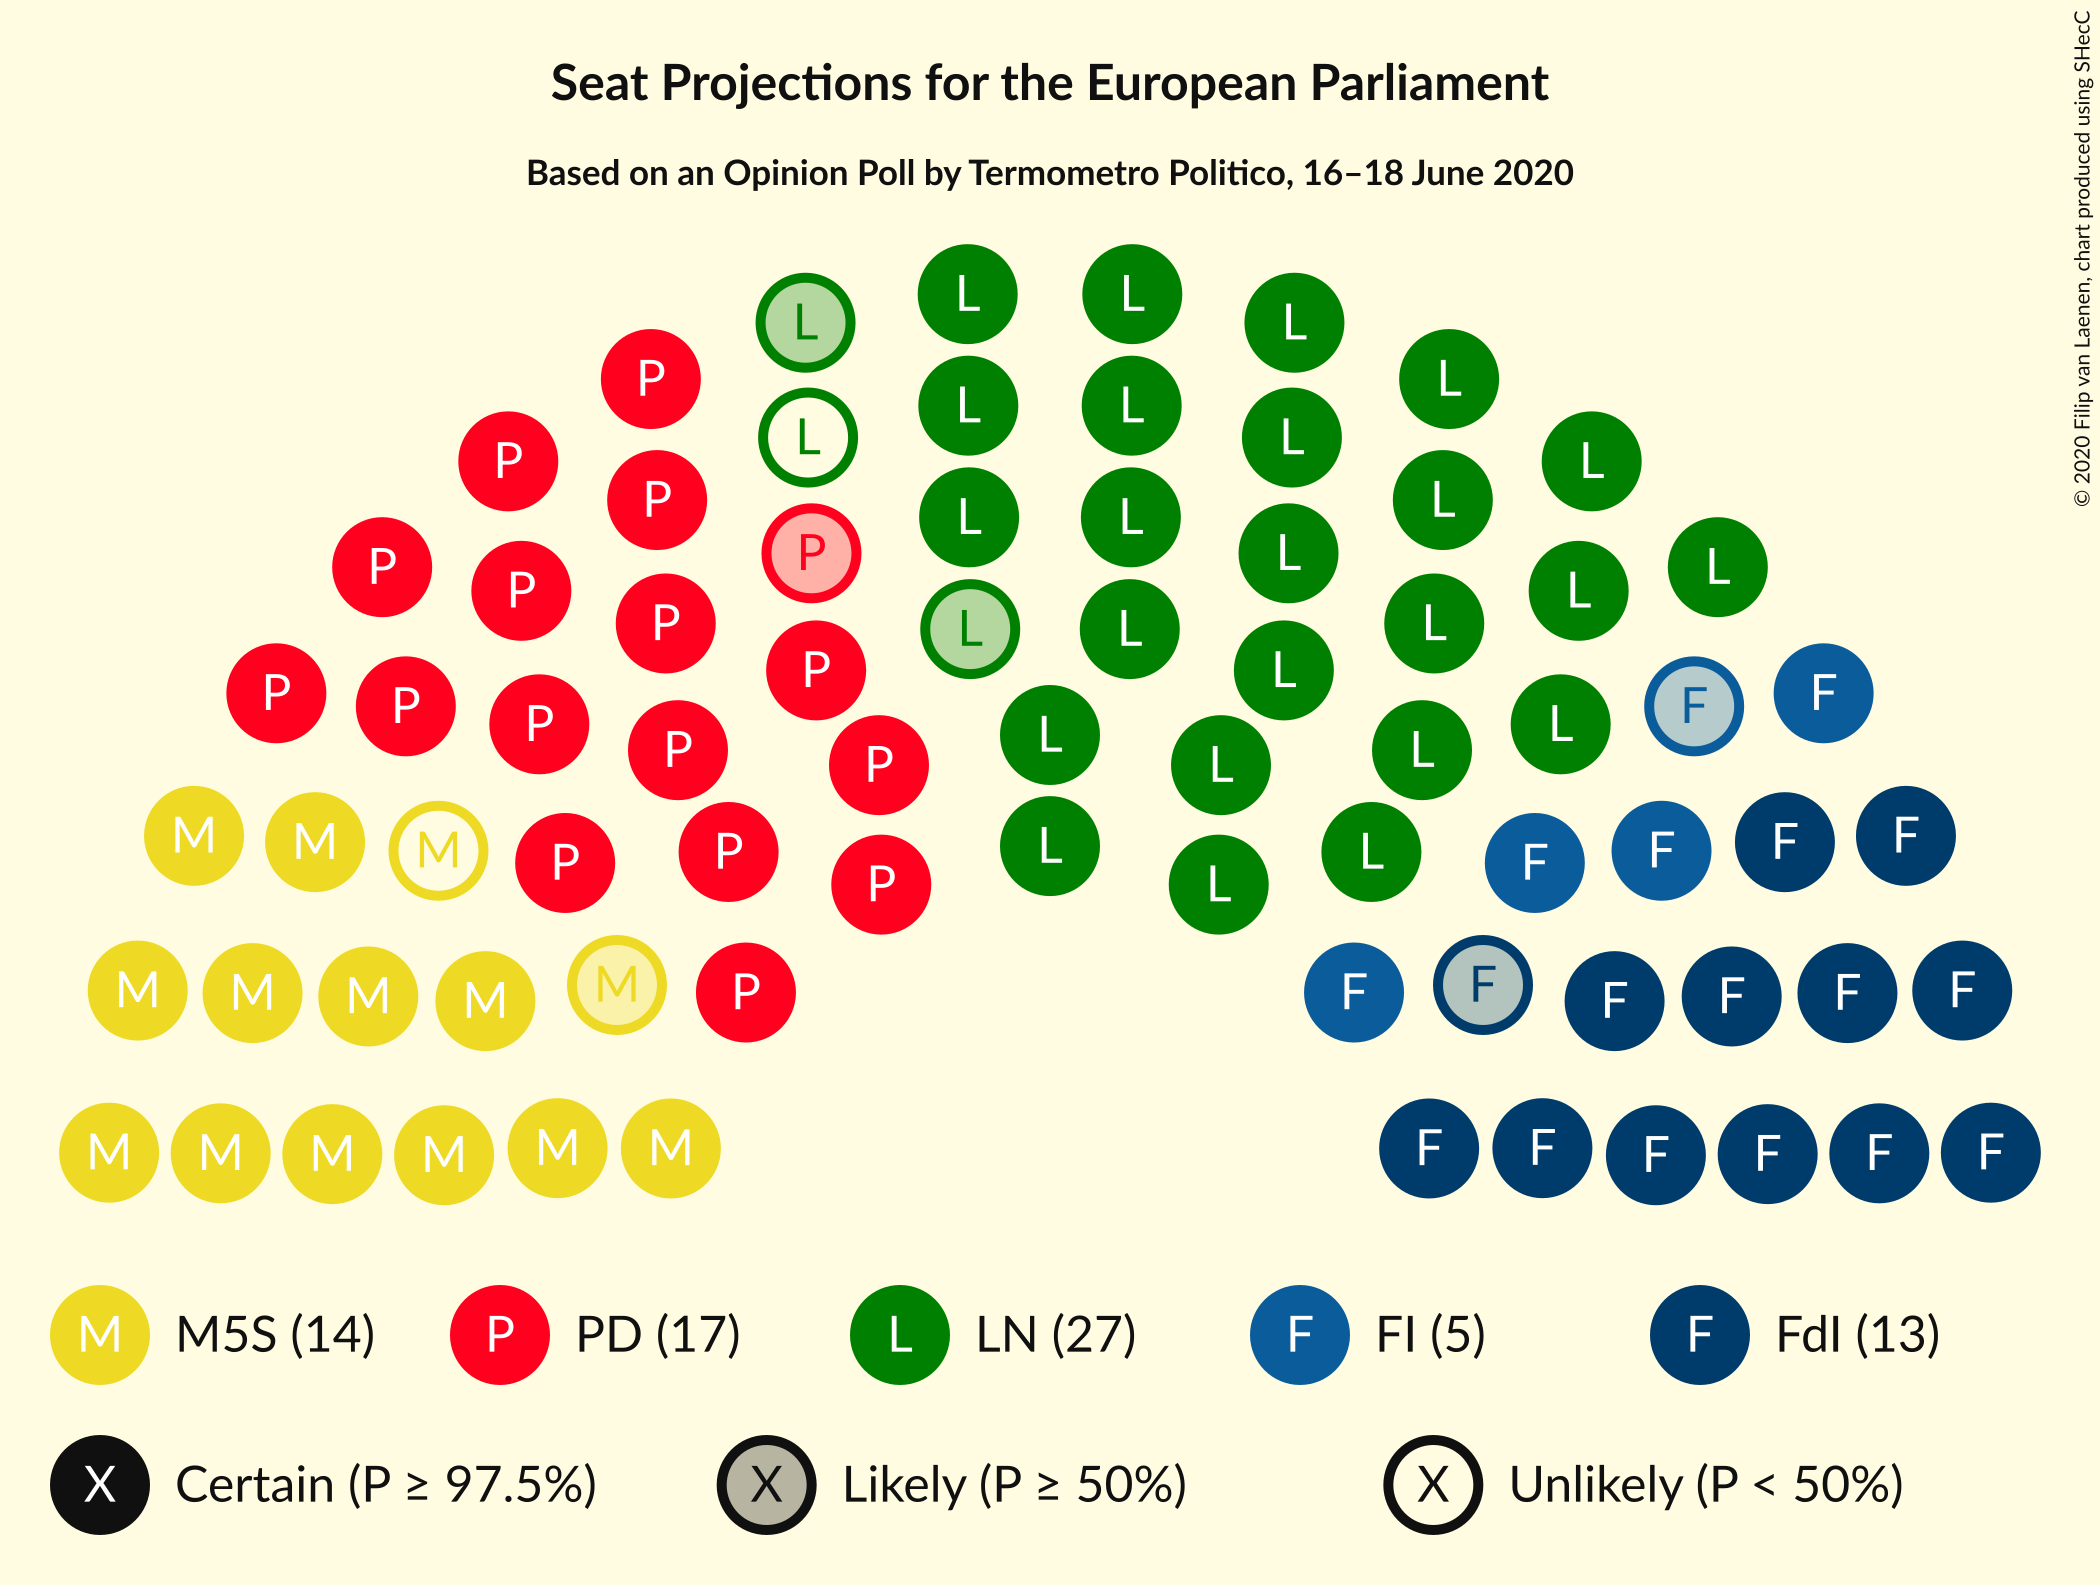 Seat Projections for the European Parliament
Based on an Opinion Poll by Termometro Politico, 16–18 June 2020
© 2020 Filip van Laenen, chart produced using SHecC
L L
L L
P L
L L
L L
P L
P L
L L
P P
P L
P L
P L
P L
L
P P
P L
P L
L
P P P P F F
P L L L
P L
L
M M M P P P L L L F F F F
M M M M M P F F F F F F
M M M M M M F F F F F F
M M5S (14) P PD (17) L LN (27) F FI (5) F FdI (13)
X Certain (P ≥ 97.5%) X Likely (P ≥ 50%) X Unlikely (P < 50%)